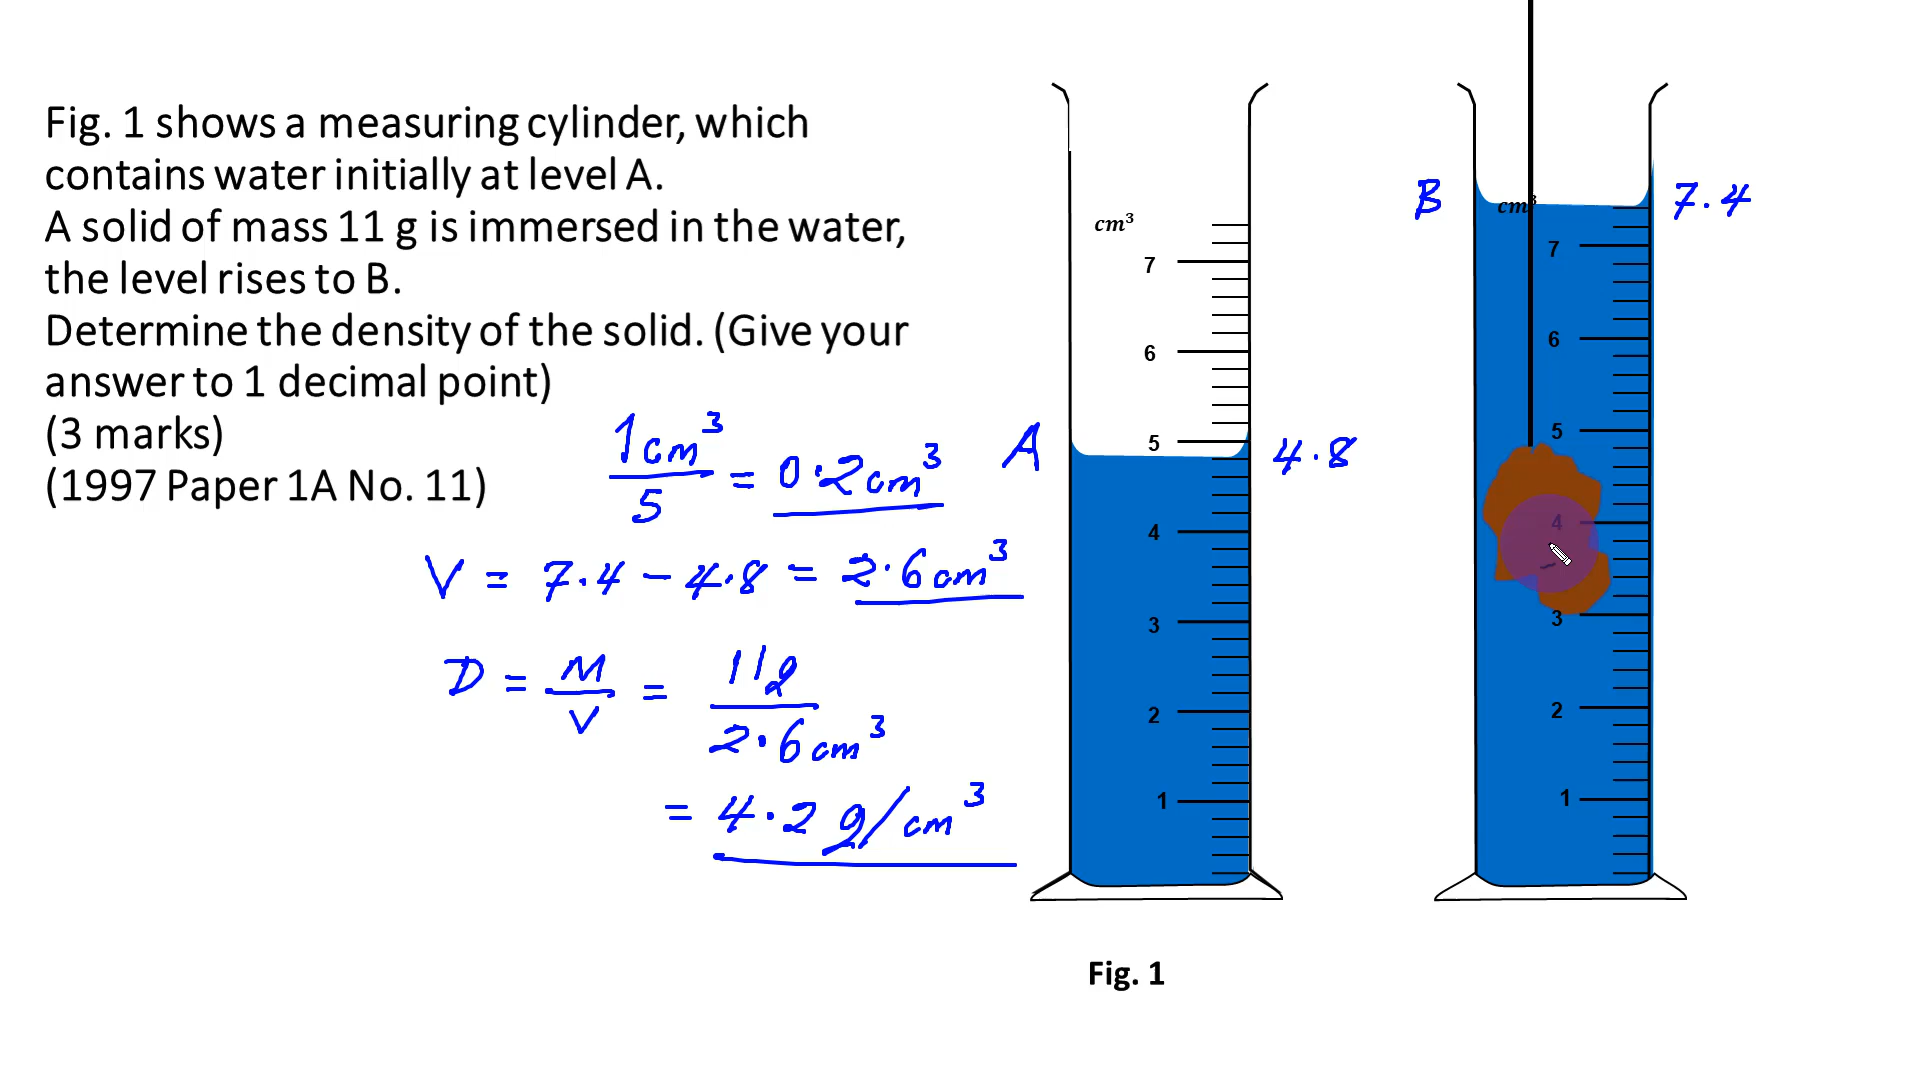 Fig. 1 shows a measuring cylinder, which
contains water initially at level A.
A solid of mass 11 g is immersed in the water,
the level rises to B.
Determine the density of the solid. (Give your
answer to 1 decimal point)
(3 marks)
(1997 Paper 1A No. 11)
1cm³/5 = 0.2cm³
V = 7.4 – 4.8 = 2.6cm³
D = M/V = 11g/2.6cm³
= 4.2 g/cm³
A
4.8
cm³
7
6
5
4
3
2
1
B
7.4
cm³
7
6
5
4
3
2
1
Fig. 1